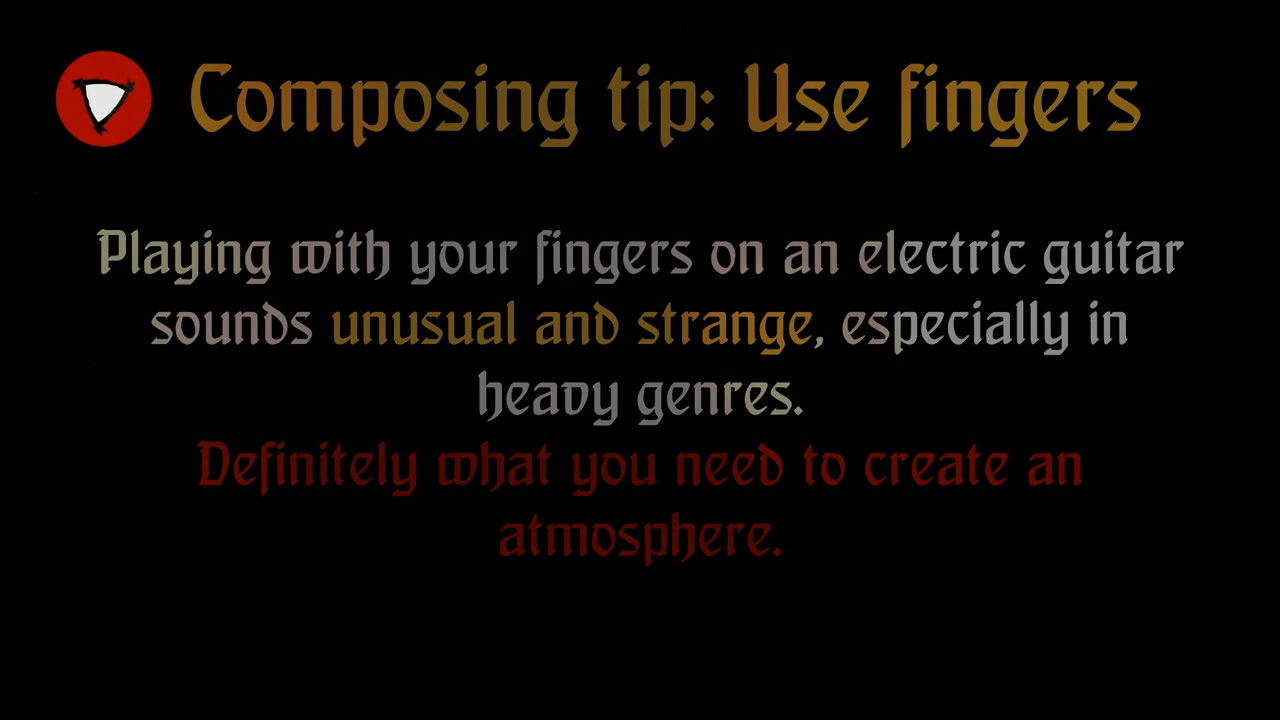 Composing tip: Use fingers
Playing with your fingers on an electric guitar
sounds unusual and strange, especially in
heavy genres.
Definitely what you need to create an
atmosphere.